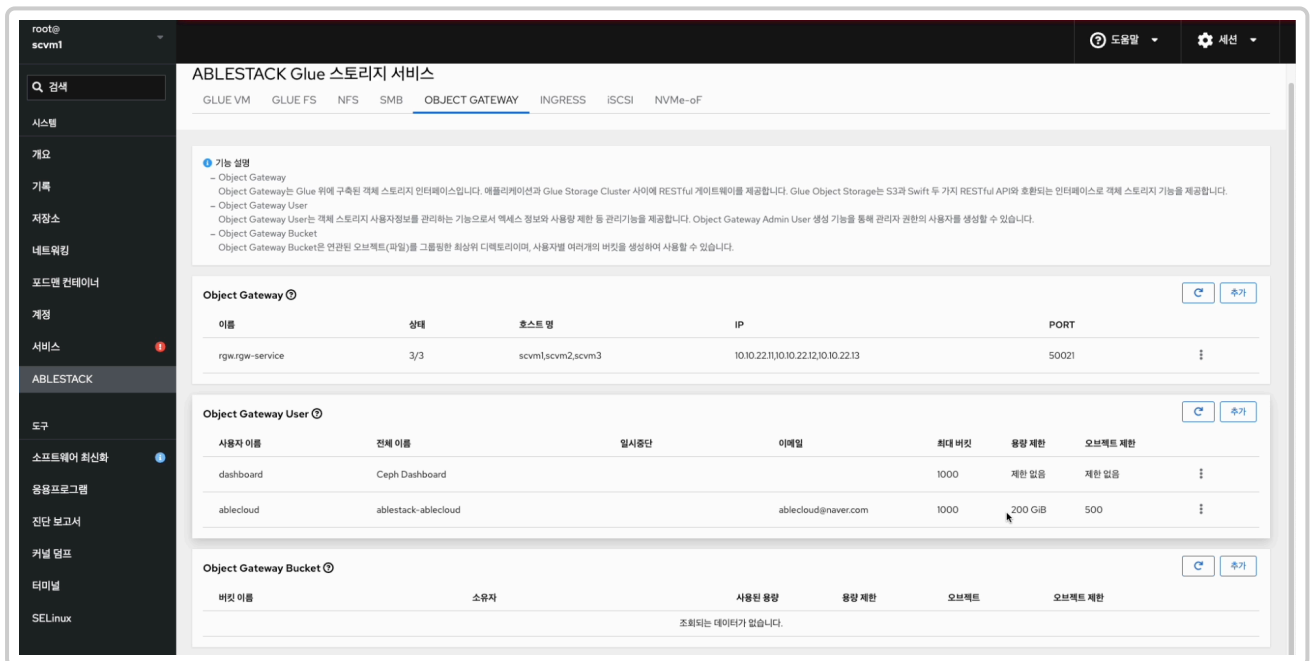 root@
scvm1
도움말
세션
검색
시스템
개요
기록
저장소
네트워킹
포드맨 컨테이너
계정
서비스
ABLESTACK
도구
소프트웨어 최신화
응용프로그램
진단 보고서
커널 덤프
터미널
SELinux
ABLESTACK Glue 스토리지 서비스
GLUE VM GLUE FS NFS SMB OBJECT GATEWAY INGRESS iSCSI NVMe-oF
기능 설명
– Object Gateway
Object Gateway는 Glue 위에 구축된 객체 스토리지 인터페이스입니다. 애플리케이션과 Glue Storage Cluster 사이에 RESTful 게이트웨이를 제공합니다. Glue Object Storage는 S3과 Swift 두 가지 RESTful API와 호환되는 인터페이스로 객체 스토리지 기능을 제공합니다.
– Object Gateway User
Object Gateway User는 객체 스토리지 사용자정보를 관리하는 기능으로서 엑세스 정보와 사용량 제한 등 관리기능을 제공합니다. Object Gateway Admin User 생성 기능을 통해 관리자 권한의 사용자를 생성할 수 있습니다.
– Object Gateway Bucket
Object Gateway Bucket은 연관된 오브젝트(파일)를 그룹핑한 최상위 디렉토리이며, 사용자별 여러개의 버킷을 생성하여 사용할 수 있습니다.
Object Gateway
추가
이름 상태 호스트 명 IP PORT
rgw.rgw-service 3/3 scvm1,scvm2,scvm3 10.10.22.11,10.10.22.12,10.10.22.13 50021
Object Gateway User
추가
사용자 이름 전체 이름 일시중단 이메일 최대 버킷 용량 제한 오브젝트 제한
dashboard Ceph Dashboard 1000 제한 없음 제한 없음
ablecloud ablestack-ablecloud ablecloud@naver.com 1000 200 GiB 500
Object Gateway Bucket
추가
버킷 이름 소유자 사용된 용량 용량 제한 오브젝트 오브젝트 제한
조회되는 데이터가 없습니다.